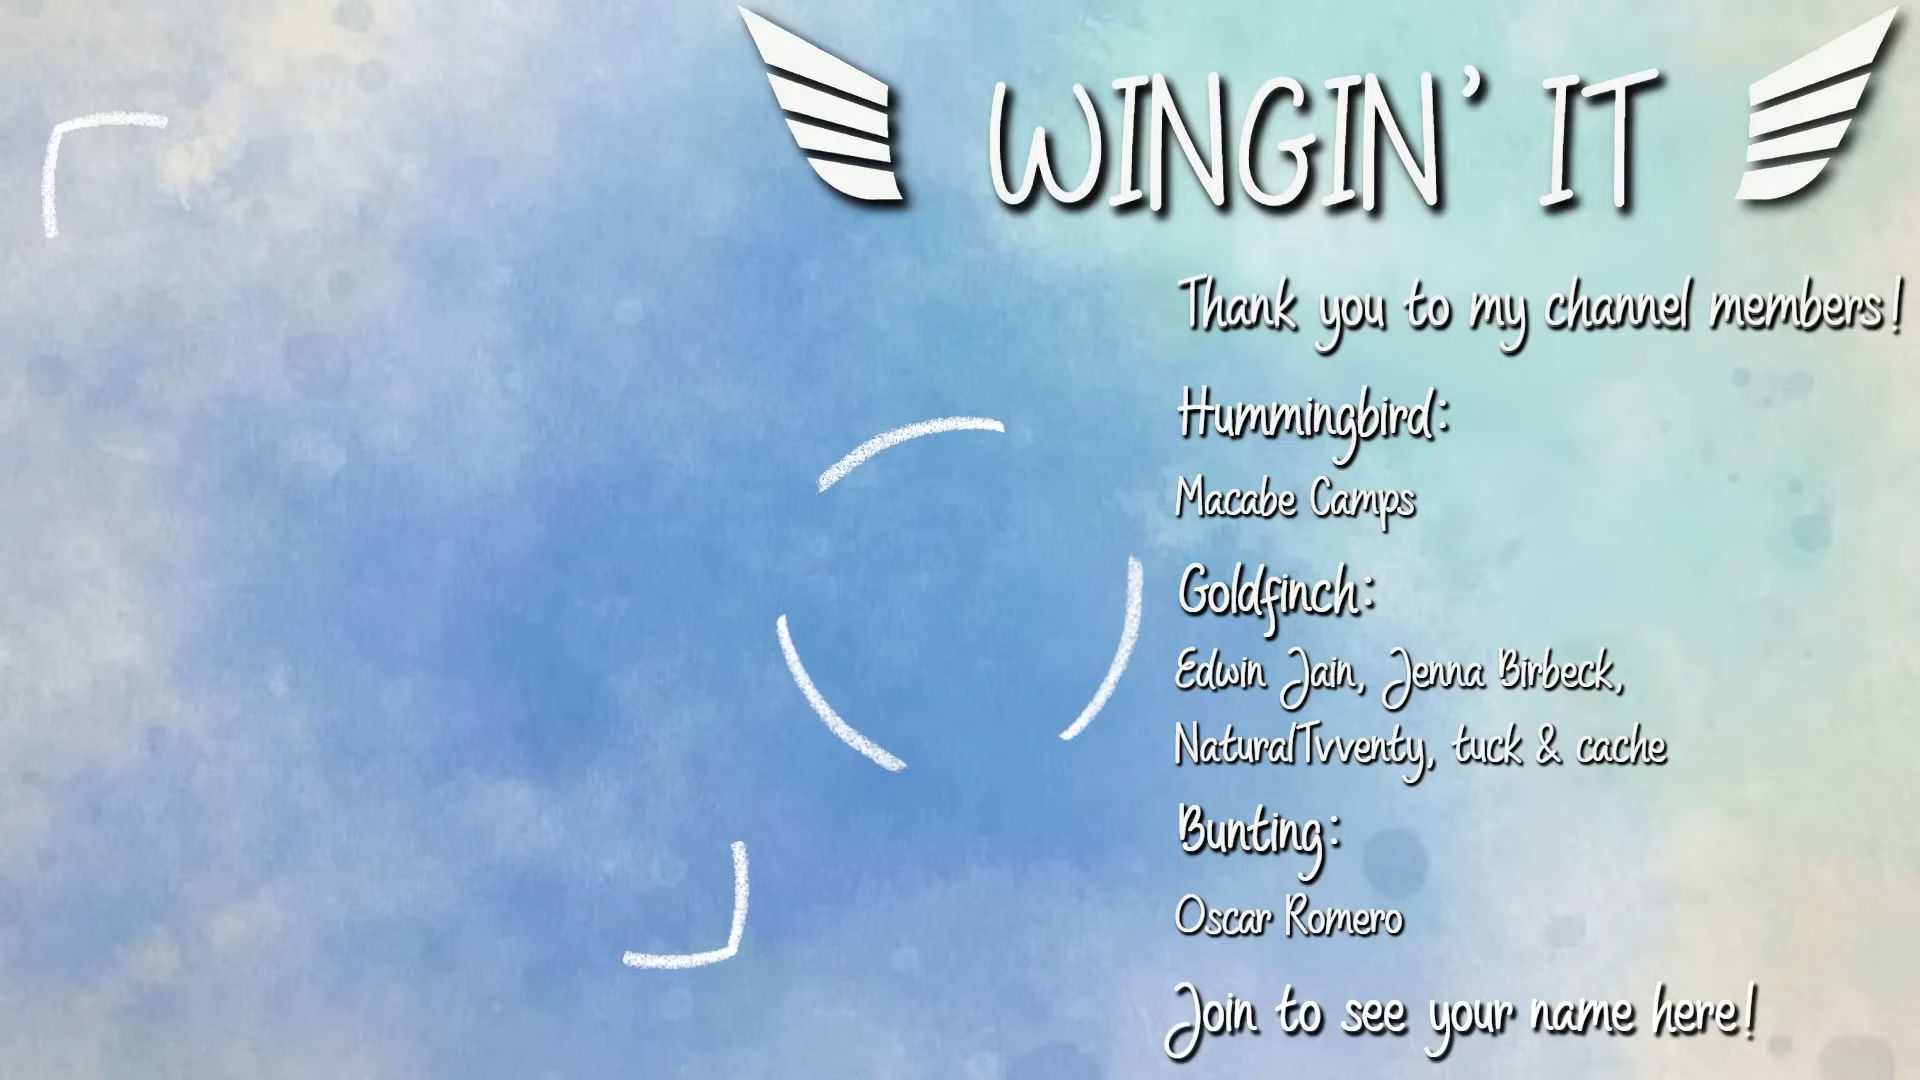 WINGIN' IT
Thank you to my channel members!
Hummingbird:
Macabe Camps
Goldfinch:
Edwin Jain, Jenna Birbeck,
NaturalTvventy, tuck & cache
Bunting:
Oscar Romero
Join to see your name here!